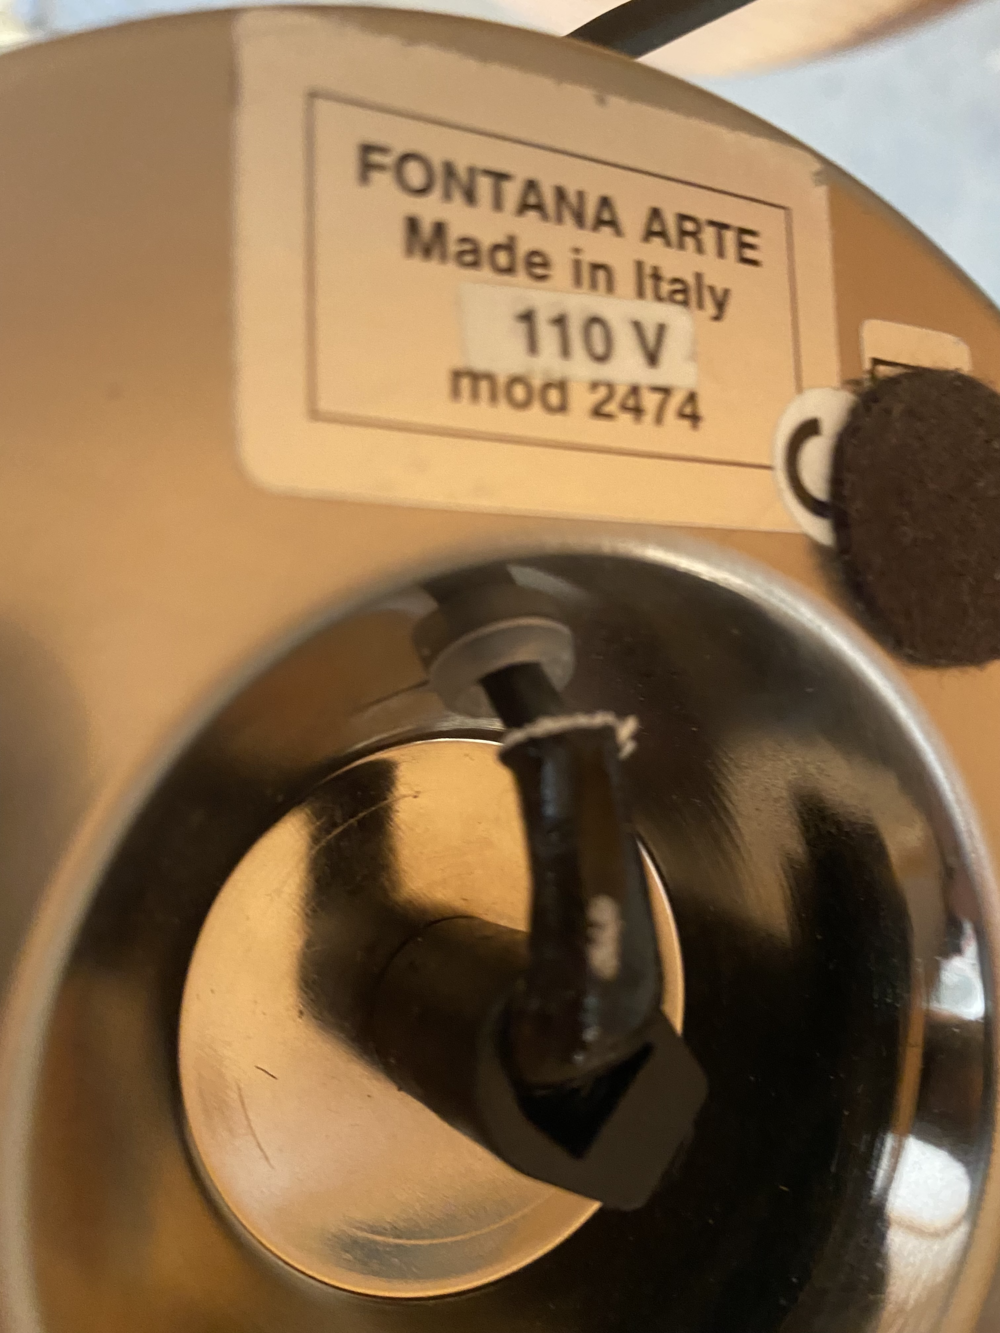 FONTANA ARTE
Made in Italy
110 V
mod 2474